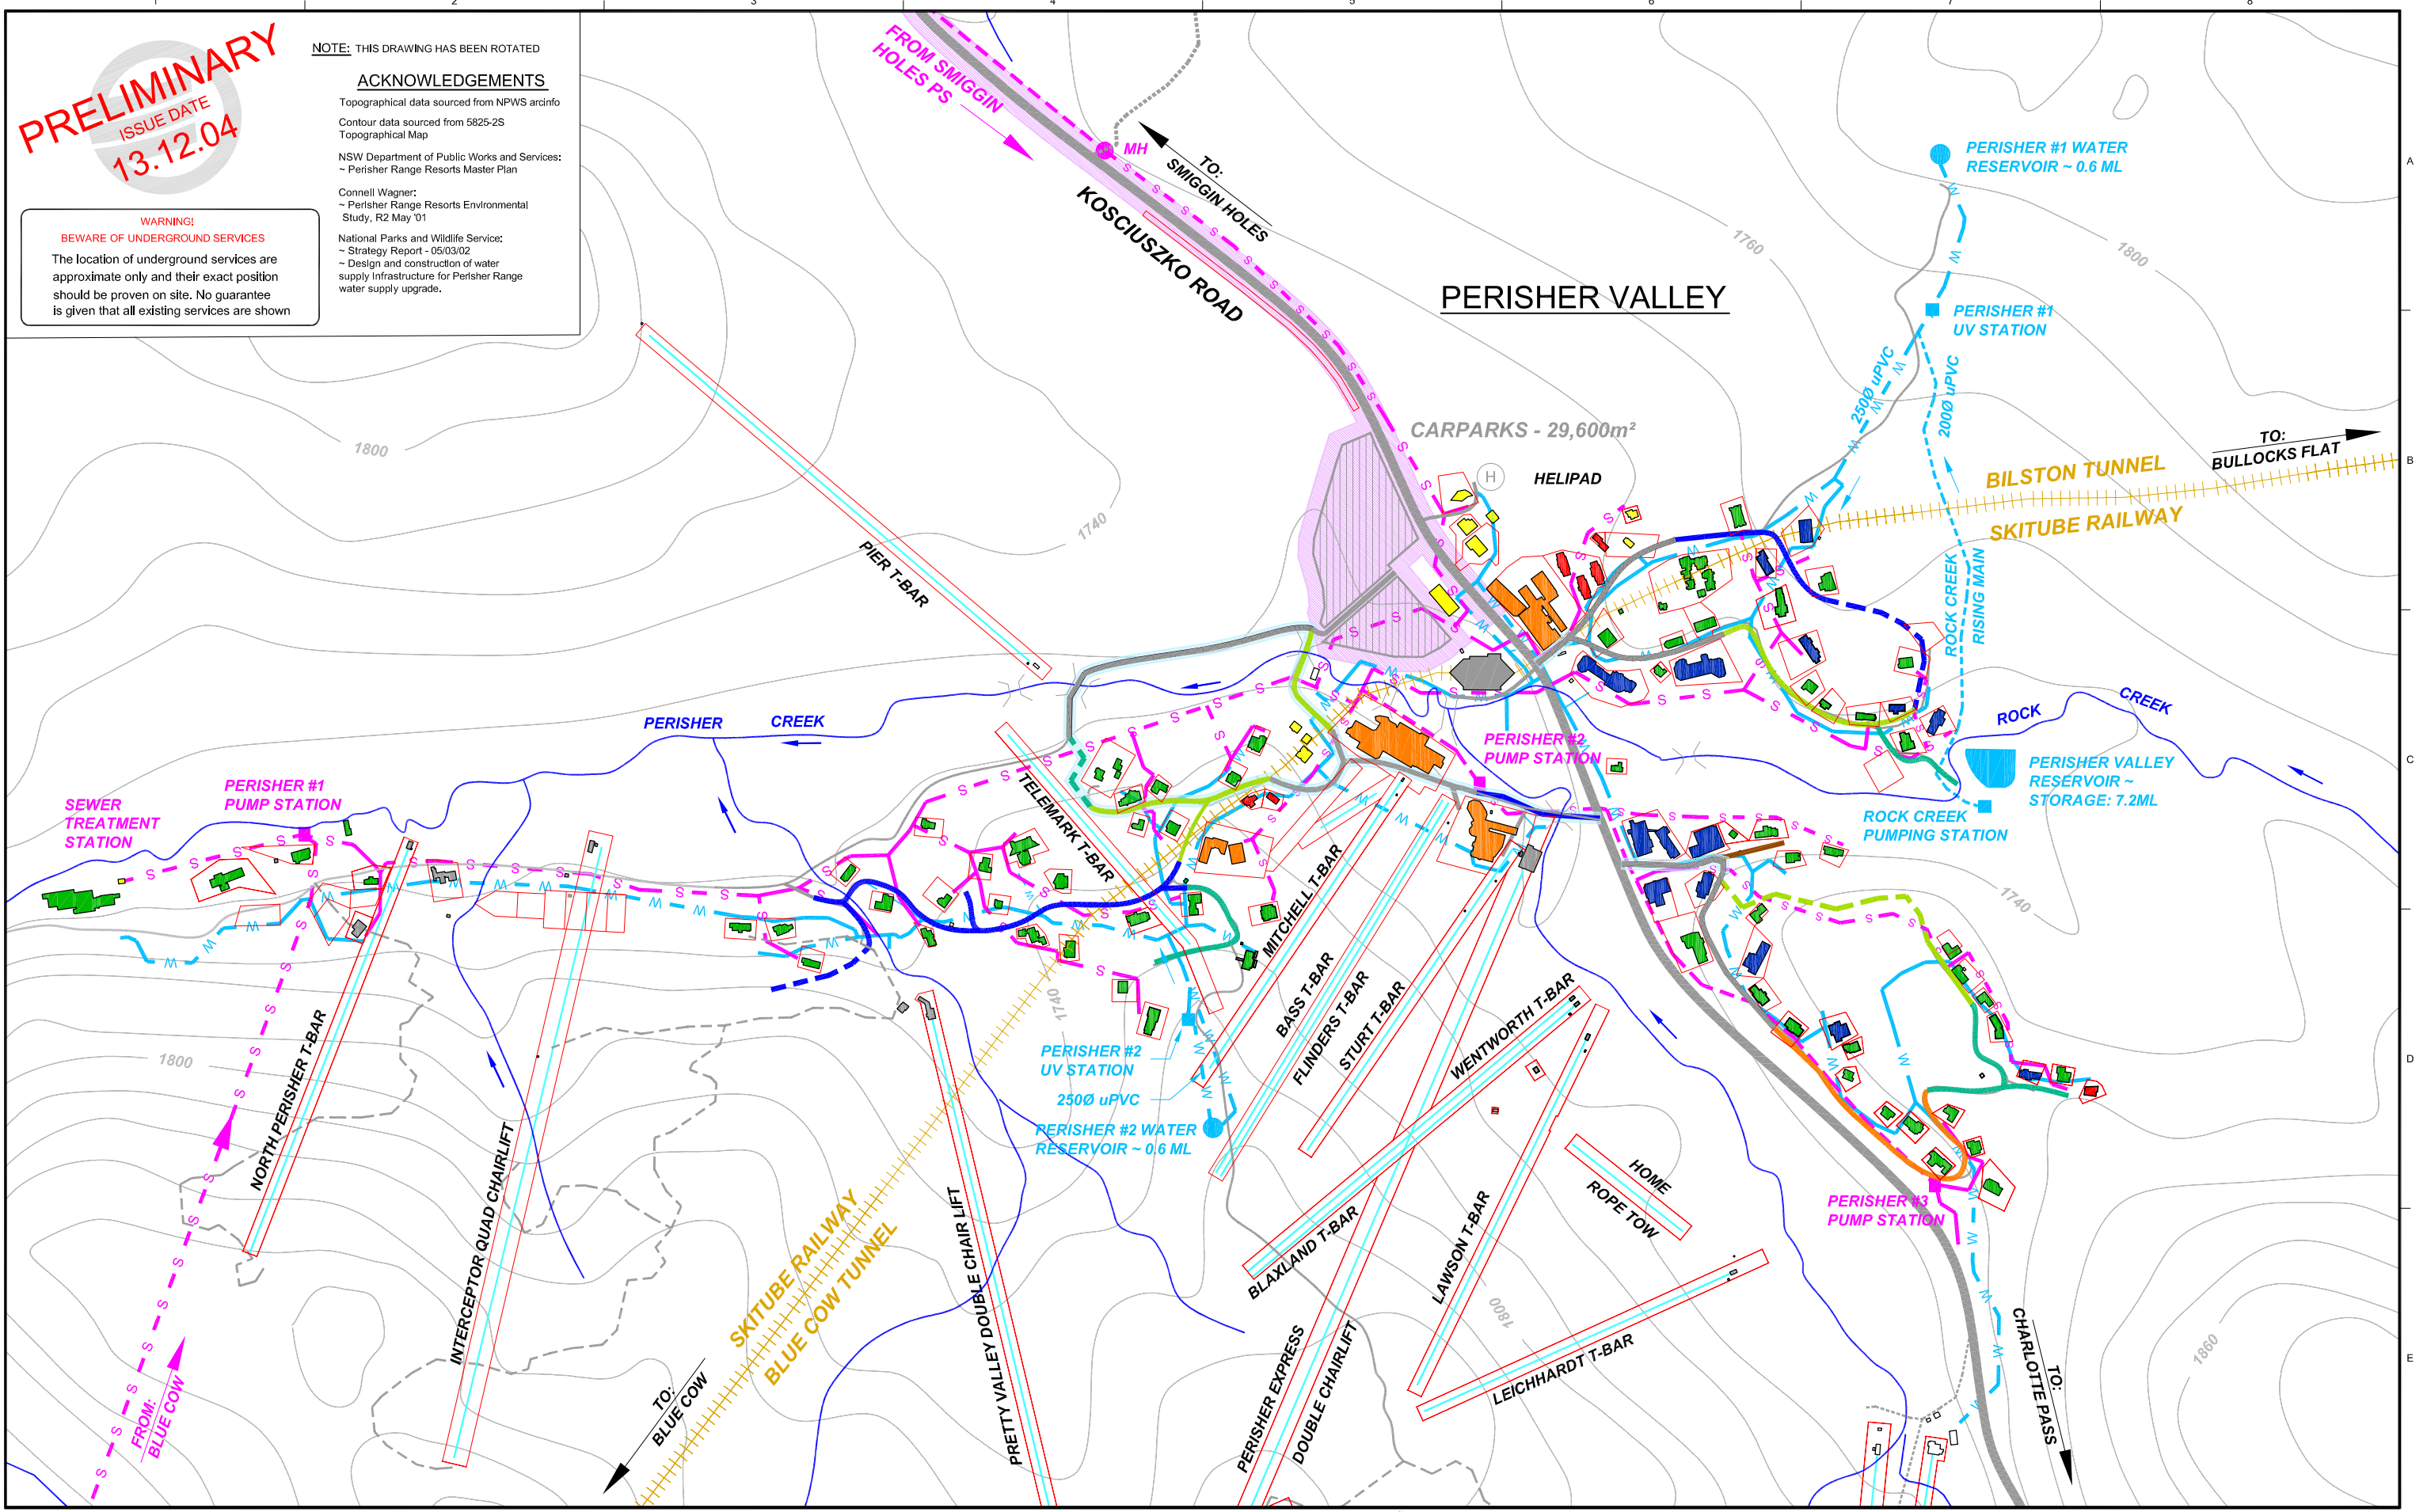 1 2 3 4 5 6 7 8
A
B
C
D
E
PRELIMINARY
ISSUE DATE
13.12.04
NOTE: THIS DRAWING HAS BEEN ROTATED
ACKNOWLEDGEMENTS
Topographical data sourced from NPWS arcinfo
Contour data sourced from 5825-2S
Topographical Map
NSW Department of Public Works and Services:
~ Perisher Range Resorts Master Plan
Connell Wagner:
~ Perisher Range Resorts Environmental
Study, R2 May '01
National Parks and Wildlife Service:
~ Strategy Report - 05/03/02
~ Design and construction of water
supply infrastructure for Perisher Range
water supply upgrade.
WARNING!
BEWARE OF UNDERGROUND SERVICES
The location of underground services are
approximate only and their exact position
should be proven on site. No guarantee
is given that all existing services are shown
FROM SMIGGIN
HOLES PS
MH
TO:
SMIGGIN HOLES
KOSCIUSZKO ROAD
PERISHER VALLEY
PERISHER #1 WATER
RESERVOIR ~ 0.6 ML
1760
1800
PERISHER #1
UV STATION
250Ø uPVC
200Ø uPVC
CARPARKS - 29,600m²
H
HELIPAD
TO:
BULLOCKS FLAT
BILSTON TUNNEL
SKITUBE RAILWAY
1800
1740
PIER T-BAR
ROCK CREEK
RISING MAIN
PERISHER CREEK
ROCK CREEK
PERISHER #2
PUMP STATION
PERISHER VALLEY
RESERVOIR ~
STORAGE: 7.2ML
ROCK CREEK
PUMPING STATION
SEWER
TREATMENT
STATION
PERISHER #1
PUMP STATION
TELEMARK T-BAR
MITCHELL T-BAR
BASS T-BAR
FLINDERS T-BAR
STURT T-BAR
WENTWORTH T-BAR
1740
1740
1800
NORTH PERISHER T-BAR
INTERCEPTOR QUAD CHAIRLIFT
PERISHER #2
UV STATION
250Ø uPVC
PERISHER #2 WATER
RESERVOIR ~ 0.6 ML
HOME
ROPE TOW
PERISHER #3
PUMP STATION
SKITUBE RAILWAY
BLUE COW TUNNEL
PRETTY VALLEY DOUBLE CHAIR LIFT
BLAXLAND T-BAR
LAWSON T-BAR
1800
LEICHHARDT T-BAR
PERISHER EXPRESS
DOUBLE CHAIRLIFT
FROM:
BLUE COW
TO:
BLUE COW
TO:
CHARLOTTE PASS
1860